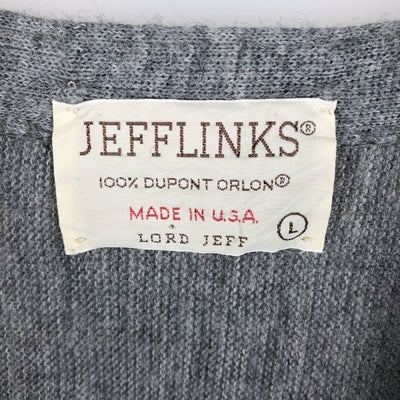 JEFFLINKS®
100% DUPONT ORLON®
MADE IN U.S.A.
LORD JEFF
L